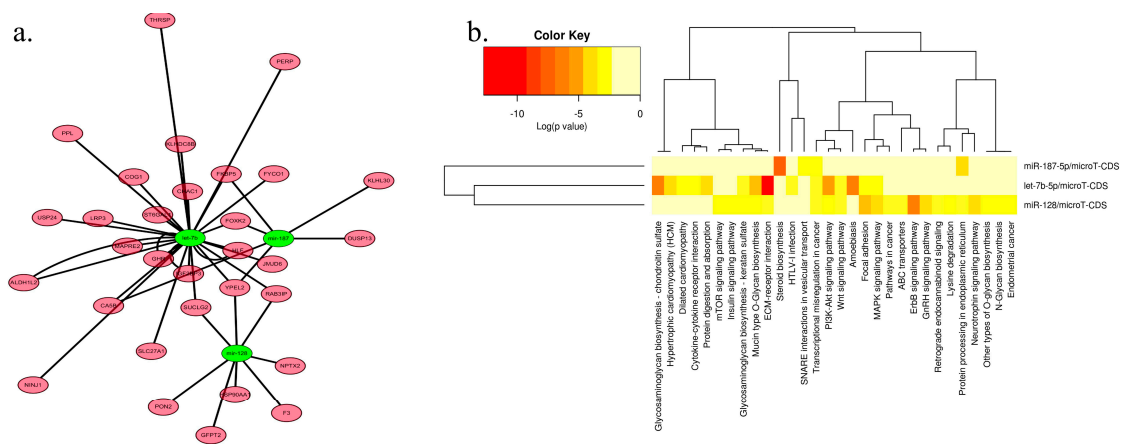 a.
THRSP
PERP
PPL
KLHDC8B
COG1
FKBP5
FYCO1
KLHL30
CHAC1
USP24
LRP3
ST6GAL1
FOXK2
let-7b
mir-187
DUSP13
MAPRE2
HLF
GHR
JMJD6
IGF2BP3
ALDH1L2
YPEL2
RAB3IP
CASB
SUCLG2
SLC27A1
mir-128
NINJ1
NPTX2
HSP90AA1
PON2
F3
GFPT2
b.
Color Key
-10
-5
0
Log(p value)
miR-187-5p/microT-CDS
let-7b-5p/microT-CDS
miR-128/microT-CDS
Glycosaminoglycan biosynthesis - chondroitin sulfate
Hypertrophic cardiomyopathy (HCM)
Dilated cardiomyopathy
Cytokine-cytokine receptor interaction
Protein digestion and absorption
mTOR signaling pathway
Insulin signaling pathway
Glycosaminoglycan biosynthesis - keratan sulfate
Mucin type O-Glycan biosynthesis
ECM-receptor interaction
Steroid biosynthesis
HTLV-I infection
SNARE interactions in vesicular transport
Transcriptional misregulation in cancer
PI3K-Akt signaling pathway
Wnt signaling pathway
Amoebiasis
Focal adhesion
MAPK signaling pathway
Pathways in cancer
ABC transporters
ErbB signaling pathway
GnRH signaling pathway
Retrograde endocannabinoid signaling
Lysine degradation
Protein processing in endoplasmic reticulum
Neurotrophin signaling pathway
Other types of O-glycan biosynthesis
N-Glycan biosynthesis
Endometrial cancer